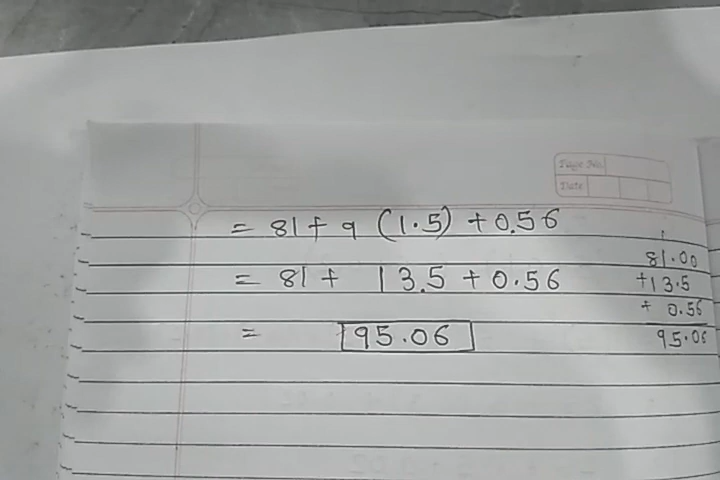 Page No.
Date
= 81 + 9 (1.5) + 0.56
= 81 + 13.5 + 0.56
= 95.06
1
81.00
+13.5
+ 0.56
95.06